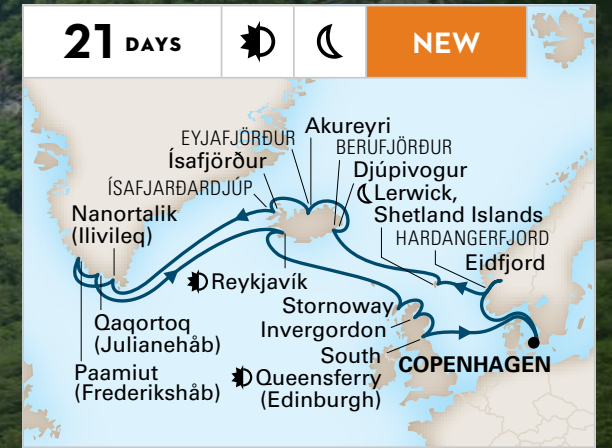 21 DAYS
NEW
Akureyri
EYJAFJÖRÐUR
BERUFJÖRÐUR
Ísafjörður
Djúpivogur
ÍSAFJARÐARDJÚP
Lerwick,
Shetland Islands
Nanortalik
(Ilivileq)
HARDANGERFJORD
Eidfjord
Reykjavík
Stornoway
Invergordon
Qaqortoq
(Julianehåb)
South
Queensferry
(Edinburgh)
COPENHAGEN
Paamiut
(Frederikshåb)